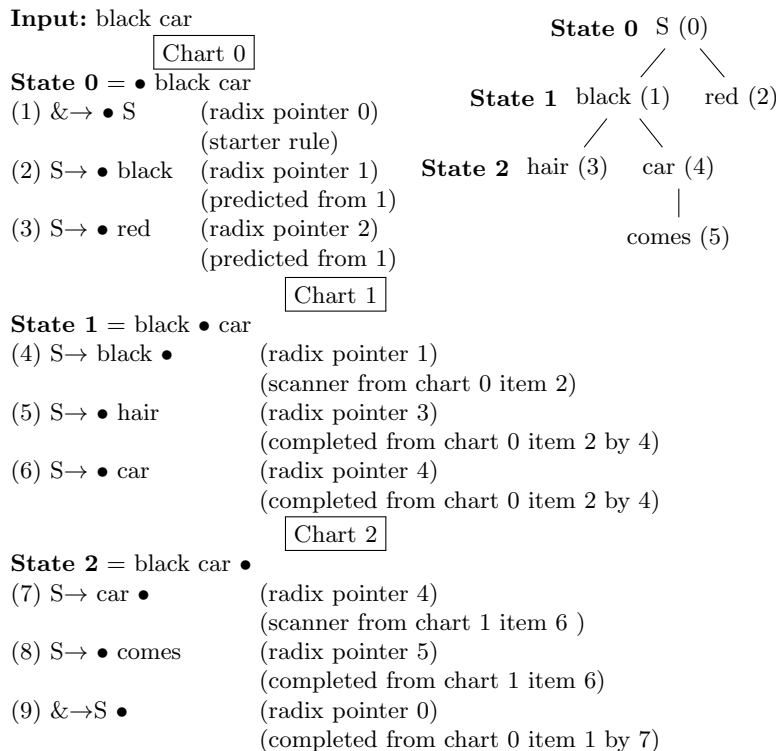 Input: black car
Chart 0
State 0 = • black car
(1) &→ • S (radix pointer 0)
(starter rule)
(2) S→ • black (radix pointer 1)
(predicted from 1)
(3) S→ • red (radix pointer 2)
(predicted from 1)
State 0 S (0)
State 1 black (1) red (2)
State 2 hair (3) car (4)
comes (5)
Chart 1
State 1 = black • car
(4) S→ black • (radix pointer 1)
(scanner from chart 0 item 2)
(5) S→ • hair (radix pointer 3)
(completed from chart 0 item 2 by 4)
(6) S→ • car (radix pointer 4)
(completed from chart 0 item 2 by 4)
Chart 2
State 2 = black car •
(7) S→ car • (radix pointer 4)
(scanner from chart 1 item 6 )
(8) S→ • comes (radix pointer 5)
(completed from chart 1 item 6)
(9) &→S • (radix pointer 0)
(completed from chart 0 item 1 by 7)